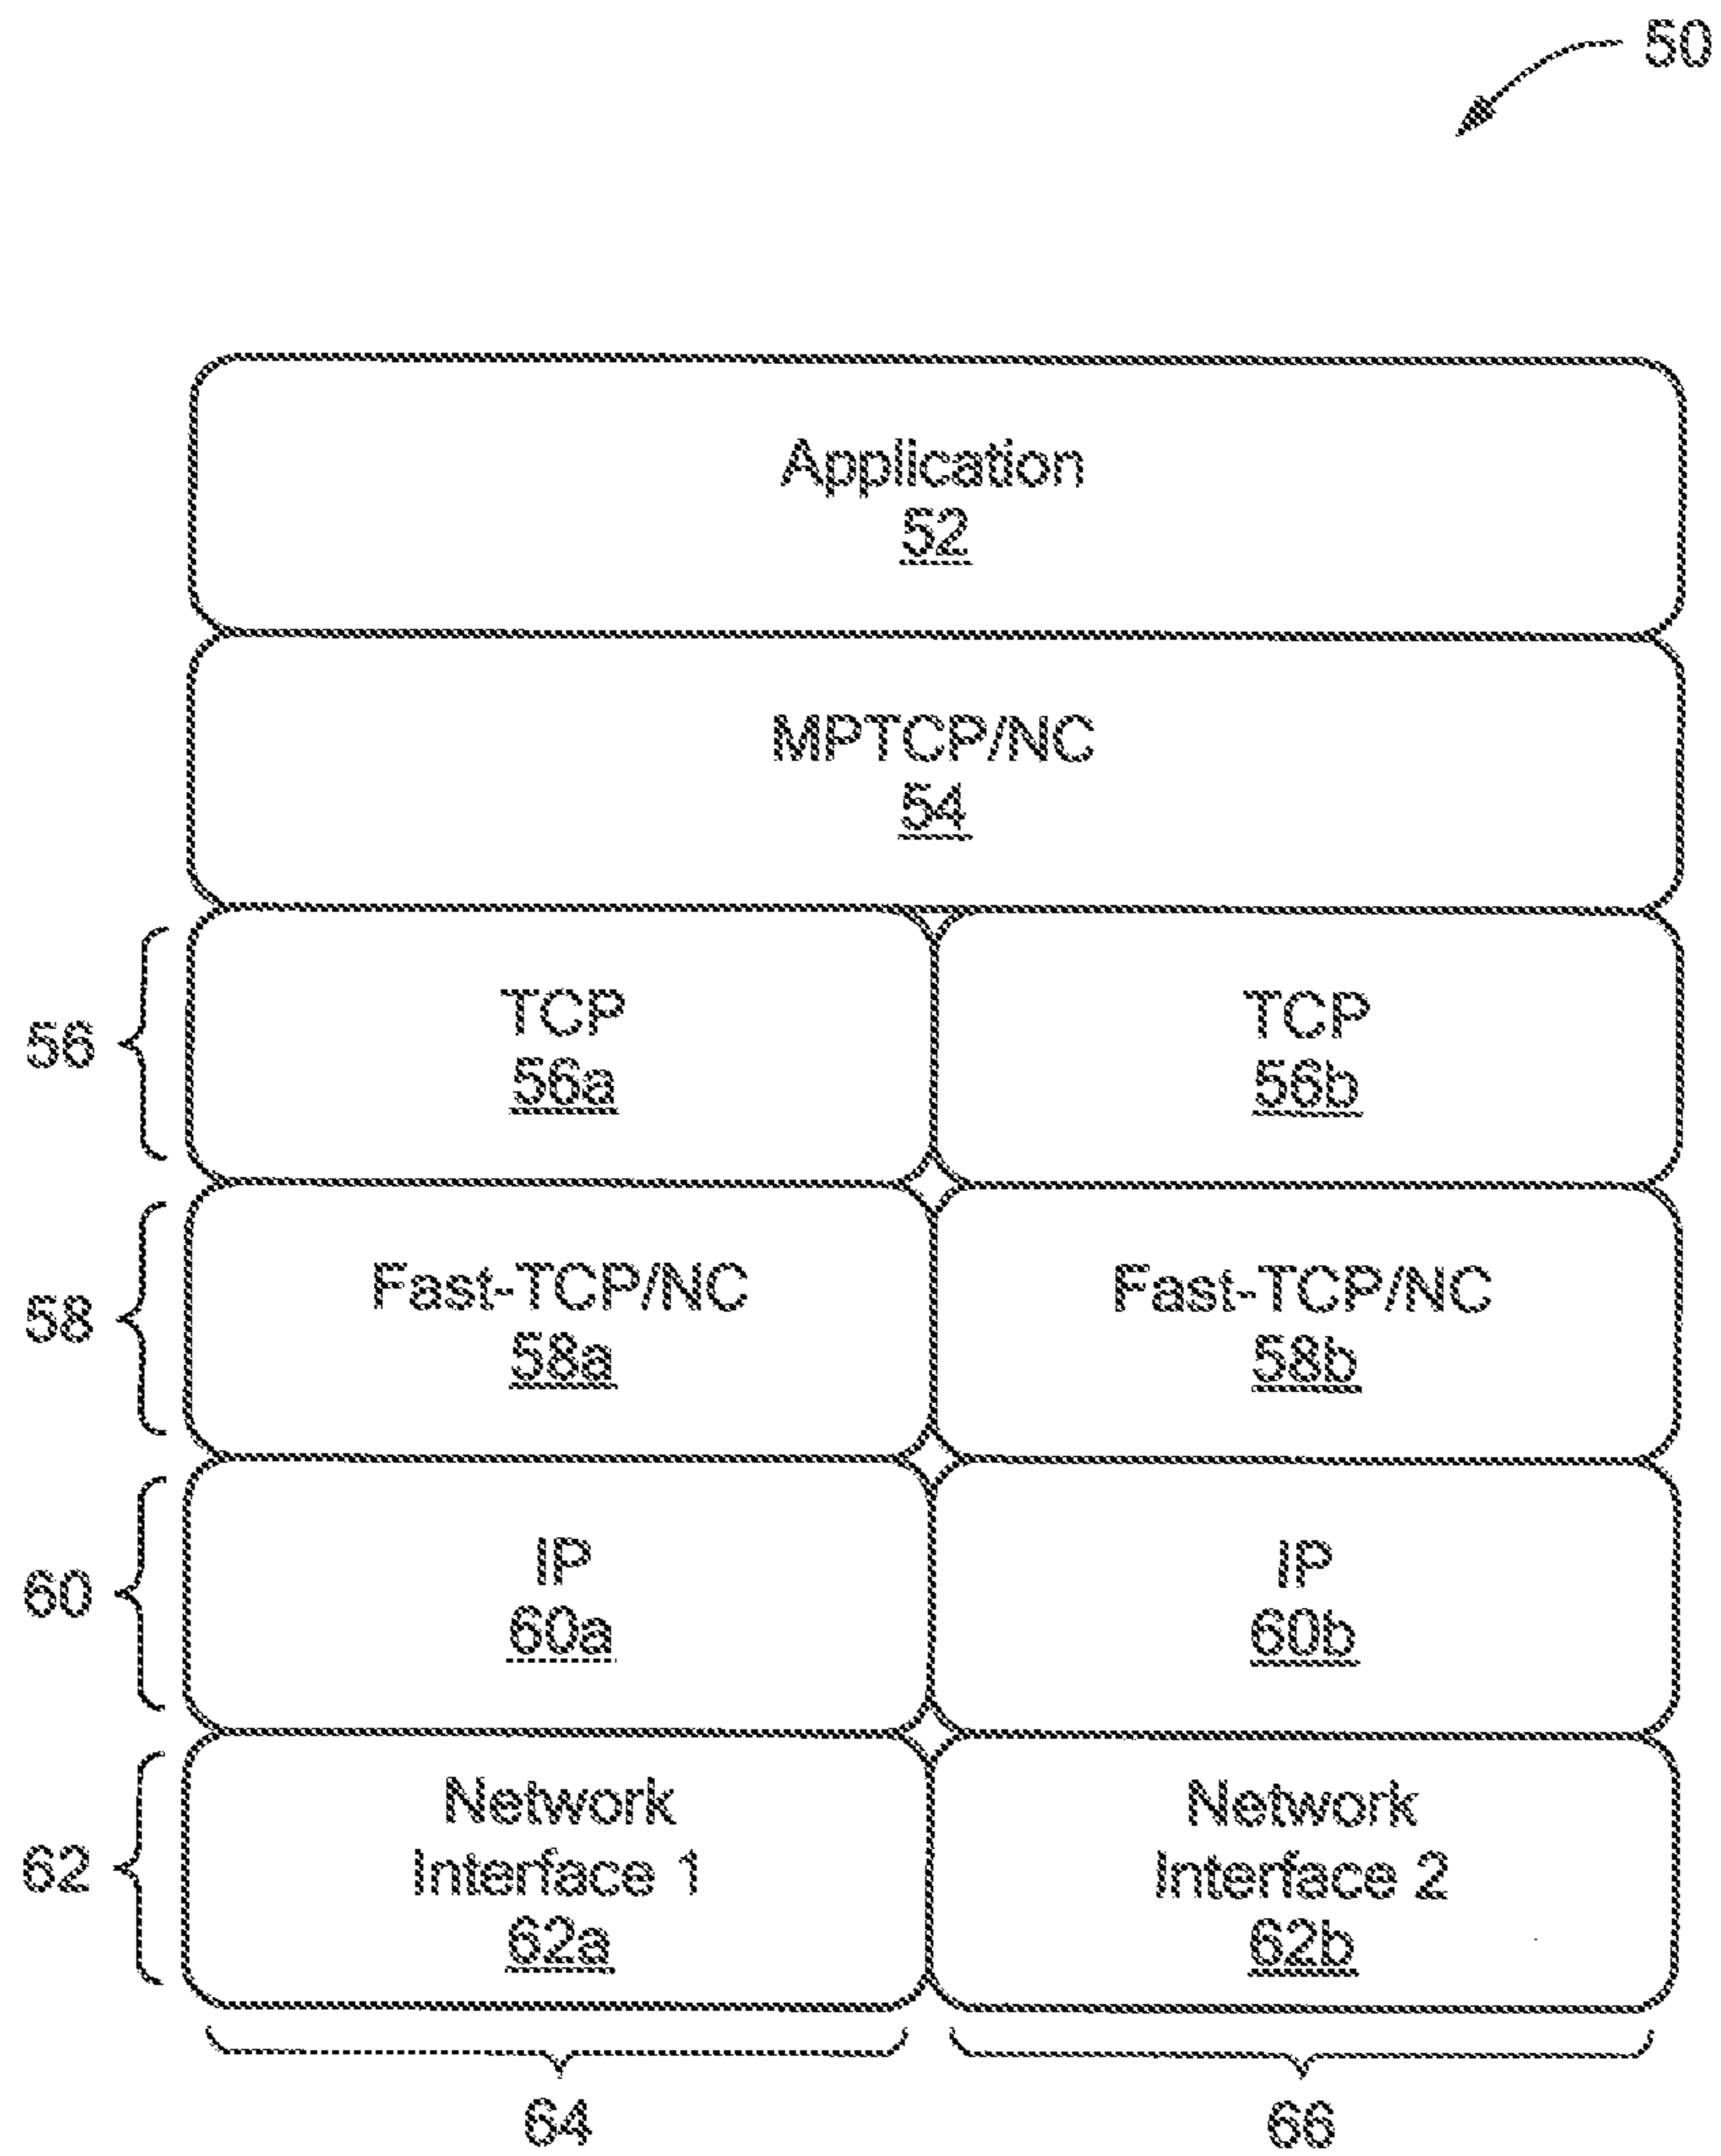 50
Application
52
MPTCP/NC
54
56
TCP
56a
TCP
56b
58
Fast-TCP/NC
58a
Fast-TCP/NC
58b
60
IP
60a
IP
60b
62
Network
Interface 1
62a
Network
Interface 2
62b
64
66